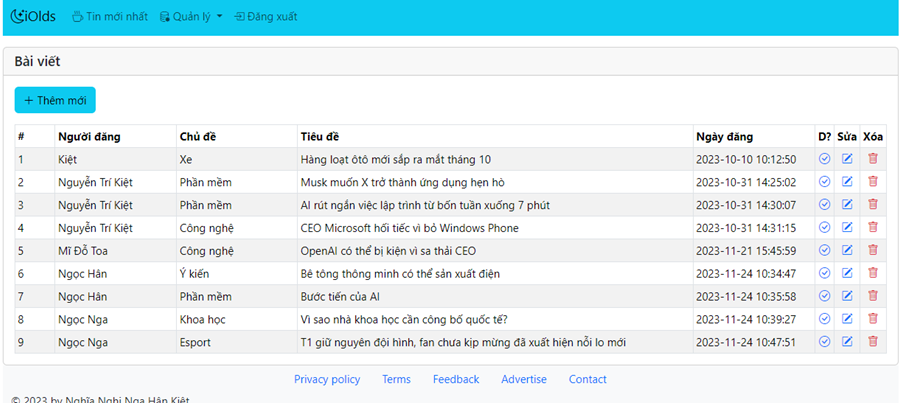 iOlds Tin mới nhất Quản lý Đăng xuất
Bài viết
+ Thêm mới
# Người đăng Chủ đề Tiêu đề Ngày đăng D? Sửa Xóa
1 Kiệt Xe Hàng loạt ôtô mới sắp ra mắt tháng 10 2023-10-10 10:12:50
2 Nguyễn Trí Kiệt Phần mềm Musk muốn X trở thành ứng dụng hẹn hò 2023-10-31 14:25:02
3 Nguyễn Trí Kiệt Phần mềm AI rút ngắn việc lập trình từ bốn tuần xuống 7 phút 2023-10-31 14:30:07
4 Nguyễn Trí Kiệt Công nghệ CEO Microsoft hối tiếc vì bỏ Windows Phone 2023-10-31 14:31:15
5 Mĩ Đỗ Toa Công nghệ OpenAI có thể bị kiện vì sa thải CEO 2023-11-21 15:45:59
6 Ngọc Hân Ý kiến Bê tông thông minh có thể sản xuất điện 2023-11-24 10:34:47
7 Ngọc Hân Phần mềm Bước tiến của AI 2023-11-24 10:35:58
8 Ngọc Nga Khoa học Vì sao nhà khoa học cần công bố quốc tế? 2023-11-24 10:39:27
9 Ngọc Nga Esport T1 giữ nguyên đội hình, fan chưa kịp mừng đã xuất hiện nỗi lo mới 2023-11-24 10:47:51
Privacy policy Terms Feedback Advertise Contact
© 2023 by Nghĩa Nghi Nga Hân Kiệt